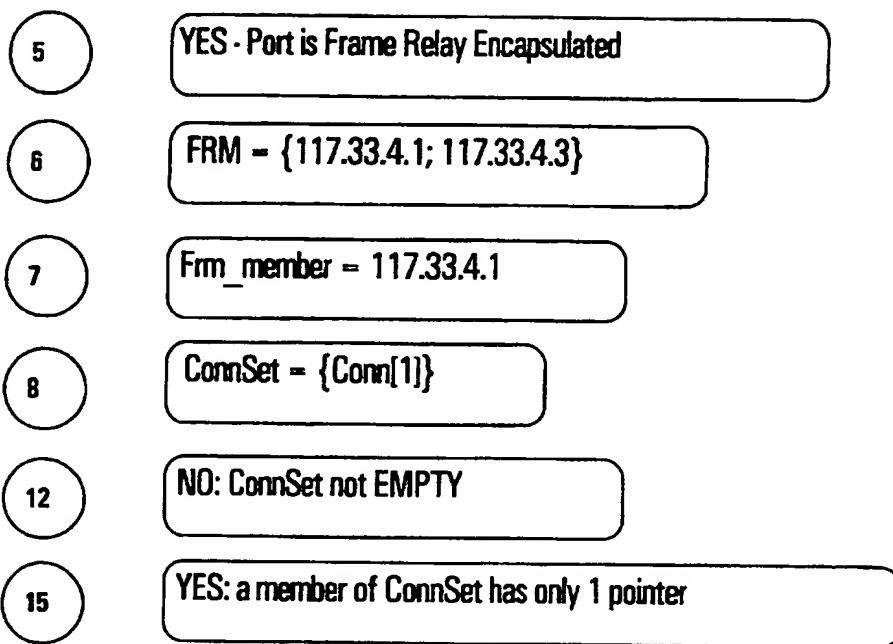 5
YES - Port is Frame Relay Encapsulated
6
FRM = {117.33.4.1; 117.33.4.3}
7
Frm_member = 117.33.4.1
8
ConnSet = {Conn[1]}
12
NO: ConnSet not EMPTY
15
YES: a member of ConnSet has only 1 pointer